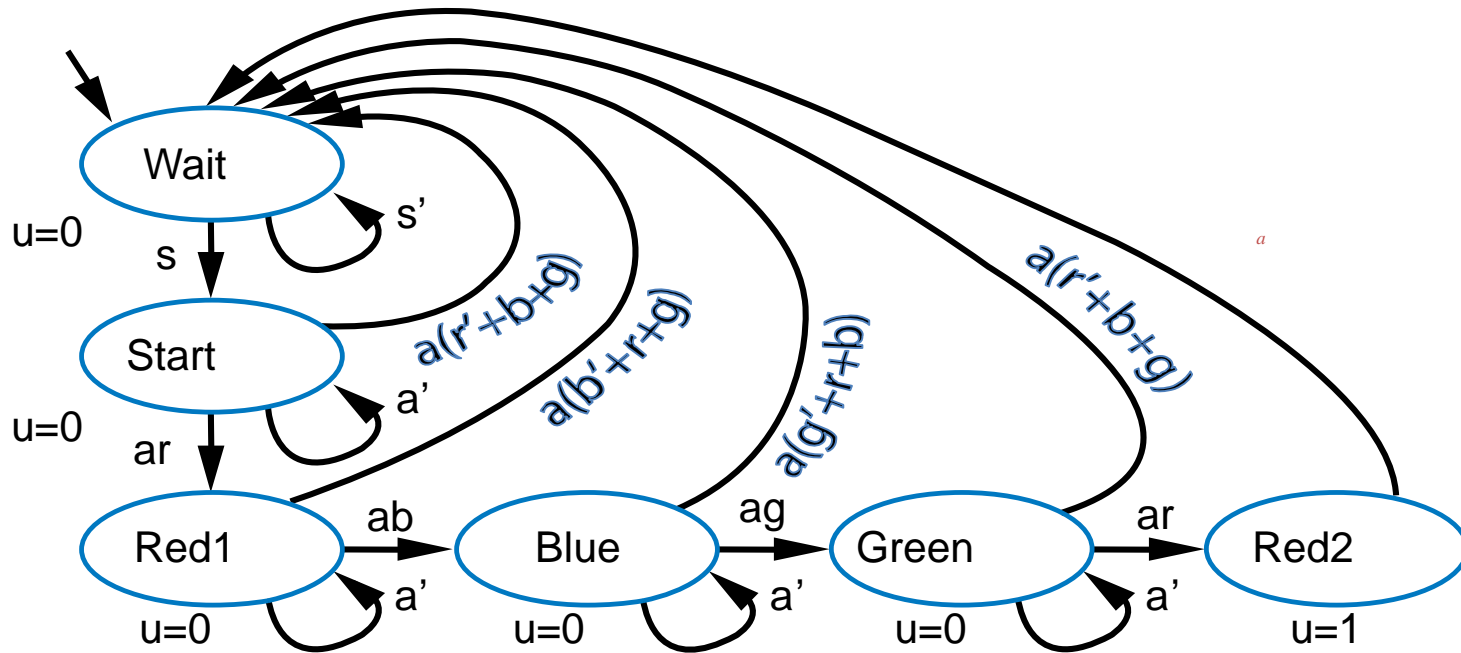 Wait
s’
u=0
s
a
a(r′+b+g)
a(b′+r+g)
a(g′+r+b)
a(r′+b+g)
Start
a’
u=0
ar
Red1
ab
Blue
ag
Green
ar
Red2
a’
a’
a’
u=0
u=0
u=0
u=1